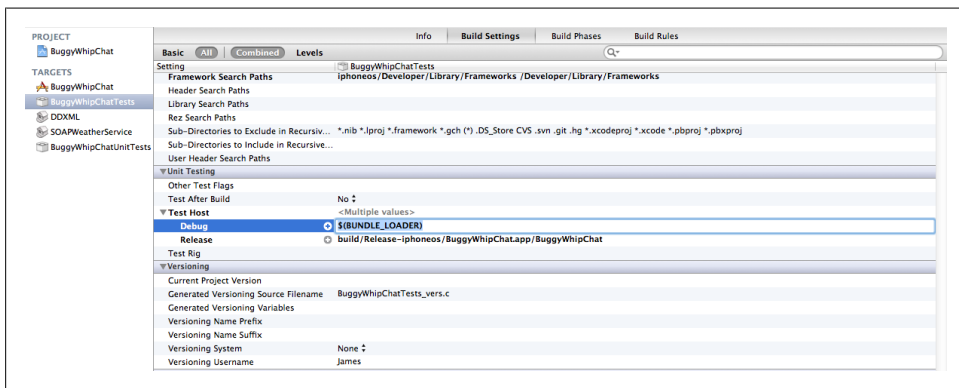 PROJECT
BuggyWhipChat
TARGETS
BuggyWhipChat
BuggyWhipChatTests
DDXML
SOAPWeatherService
BuggyWhipChatUnitTests
Info Build Settings Build Phases Build Rules
Basic All Combined Levels
Setting BuggyWhipChatTests
Framework Search Paths iphoneos/Developer/Library/Frameworks /Developer/Library/Frameworks
Header Search Paths
Library Search Paths
Rez Search Paths
Sub-Directories to Exclude in Recursiv... *.nib *.lproj *.framework *.gch (*) .DS_Store CVS .svn .git .hg *.xcodeproj *.xcode *.pbproj *.pbxproj
Sub-Directories to Include in Recursive...
User Header Search Paths
Unit Testing
Other Test Flags
Test After Build No
Test Host <Multiple values>
Debug $(BUNDLE_LOADER)
Release build/Release-iphoneos/BuggyWhipChat.app/BuggyWhipChat
Test Rig
Versioning
Current Project Version
Generated Versioning Source Filename BuggyWhipChatTests_vers.c
Generated Versioning Variables
Versioning Name Prefix
Versioning Name Suffix
Versioning System None
Versioning Username James